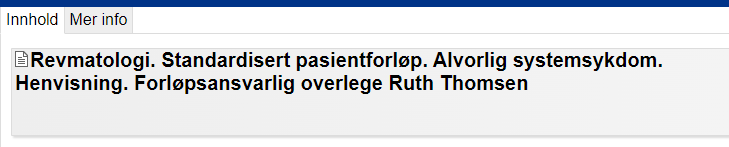 Innhold Mer info
Revmatologi. Standardisert pasientforløp. Alvorlig systemsykdom.
Henvisning. Forløpsansvarlig overlege Ruth Thomsen